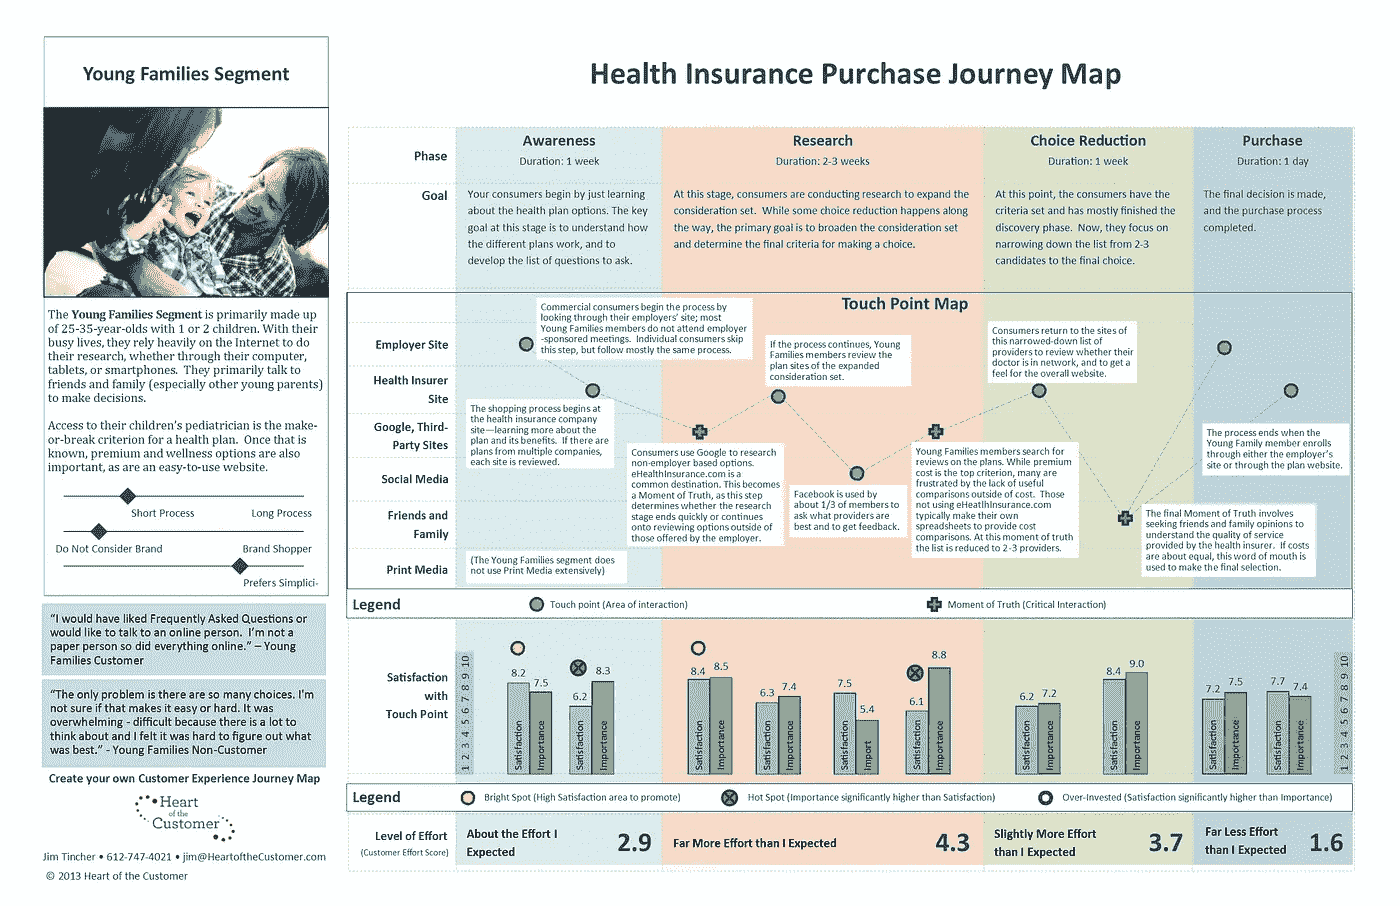 Young Families Segment
The Young Families Segment is primarily made up
of 25-35-year-olds with 1 or 2 children. With their
busy lives, they rely heavily on the Internet to do
their research, whether through their computer,
tablets, or smartphones. They primarily talk to
friends and family (especially other young parents)
to make decisions.
Access to their children's pediatrician is the make-
or-break criterion for a health plan. Once that is
known, premium and wellness options are also
important, as are an easy-to-use website.
Short Process Long Process
Do Not Consider Brand Brand Shopper
Prefers Simplici-
"I would have liked Frequently Asked Questions or
would like to talk to an online person. I'm not a
paper person so did everything online." – Young
Families Customer
"The only problem is there are so many choices. I'm
not sure if that makes it easy or hard. It was
overwhelming - difficult because there is a lot to
think about and I felt it was hard to figure out what
was best." - Young Families Non-Customer
Create your own Customer Experience Journey Map
Heart
of the
Customer
Jim Tincher • 612-747-4021 • jim@HeartoftheCustomer.com
© 2013 Heart of the Customer
Health Insurance Purchase Journey Map
Phase
Awareness
Duration: 1 week
Research
Duration: 2-3 weeks
Choice Reduction
Duration: 1 week
Purchase
Duration: 1 day
Goal
Your consumers begin by just learning
about the health plan options. The key
goal at this stage is to understand how
the different plans work, and to
develop the list of questions to ask.
At this stage, consumers are conducting research to expand the
consideration set. While some choice reduction happens along
the way, the primary goal is to broaden the consideration set
and determine the final criteria for making a choice.
At this point, the consumers have the
criteria set and has mostly finished the
discovery phase. Now, they focus on
narrowing down the list from 2-3
candidates to the final choice.
The final decision is made,
and the purchase process
completed.
Touch Point Map
Employer Site
Health Insurer
Site
Google, Third-
Party Sites
Social Media
Friends and
Family
Print Media
Commercial consumers begin the process by
looking through their employers' site; most
Young Families members do not attend employer
-sponsored meetings. Individual consumers skip
this step, but follow mostly the same process.
The shopping process begins at
the health insurance company
site—learning more about the
plan and its benefits. If there are
plans from multiple companies,
each site is reviewed.
(The Young Families segment does
not use Print Media extensively)
Consumers use Google to research
non-employer based options.
eHealthInsurance.com is a
common destination. This becomes
a Moment of Truth, as this step
determines whether the research
stage ends quickly or continues
onto reviewing options outside of
those offered by the employer.
If the process continues, Young
Families members review the
plan sites of the expanded
consideration set.
Facebook is used by
about 1/3 of members to
ask what providers are
best and to get feedback.
Young Families members search for
reviews on the plans. While premium
cost is the top criterion, many are
frustrated by the lack of useful
comparisons outside of cost. Those
not using eHeatlhInsurance.com
typically make their own
spreadsheets to provide cost
comparisons. At this moment of truth
the list is reduced to 2-3 providers.
Consumers return to the sites of
this narrowed-down list of
providers to review whether their
doctor is in network, and to get a
feel for the overall website.
The final Moment of Truth involves
seeking friends and family opinions to
understand the quality of service
provided by the health insurer. If costs
are about equal, this word of mouth is
used to make the final selection.
The process ends when the
Young Family member enrolls
through either the employer's
site or through the plan website.
Legend
Touch point (Area of interaction)
Moment of Truth (Critical Interaction)
Satisfaction
with
Touch Point
1 2 3 4 5 6 7 8 9 10
8.2 7.5
Satisfaction Importance
6.2 8.3
Satisfaction Importance
8.4 8.5
Satisfaction Importance
6.3 7.4
Satisfaction Importance
7.5 5.4
Satisfaction Import
6.1 8.8
Satisfaction Importance
6.2 7.2
Satisfaction Importance
8.4 9.0
Satisfaction Importance
7.2 7.5
Satisfaction Importance
7.7 7.4
Satisfaction Importance
1 2 3 4 5 6 7 8 9 10
Legend
Bright Spot (High Satisfaction area to promote)
Hot Spot (Importance significantly higher than Satisfaction)
Over-Invested (Satisfaction significantly higher than Importance)
Level of Effort
(Customer Effort Score)
About the Effort I
Expected
2.9
Far More Effort than I Expected 4.3
Slightly More Effort
than I Expected
3.7
Far Less Effort
than I Expected
1.6